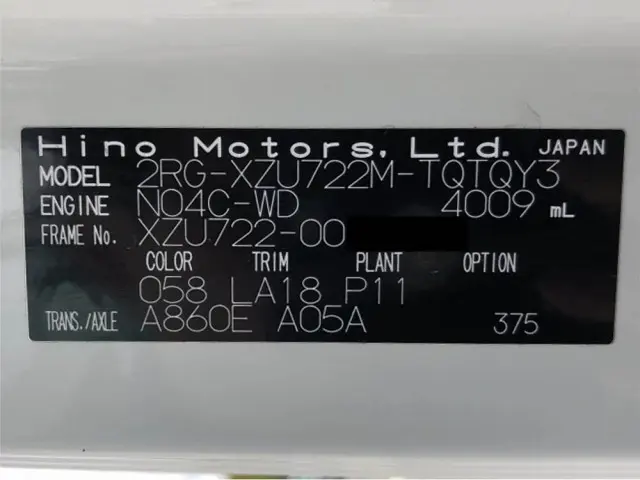 Hino Motors, Ltd. JAPAN
MODEL 2RG-XZU722M-TQTQY3
ENGINE N04C-WD 4009 mL
FRAME No. XZU722-00
COLOR TRIM PLANT OPTION
058 LA18 P11
TRANS./AXLE A860E A05A 375